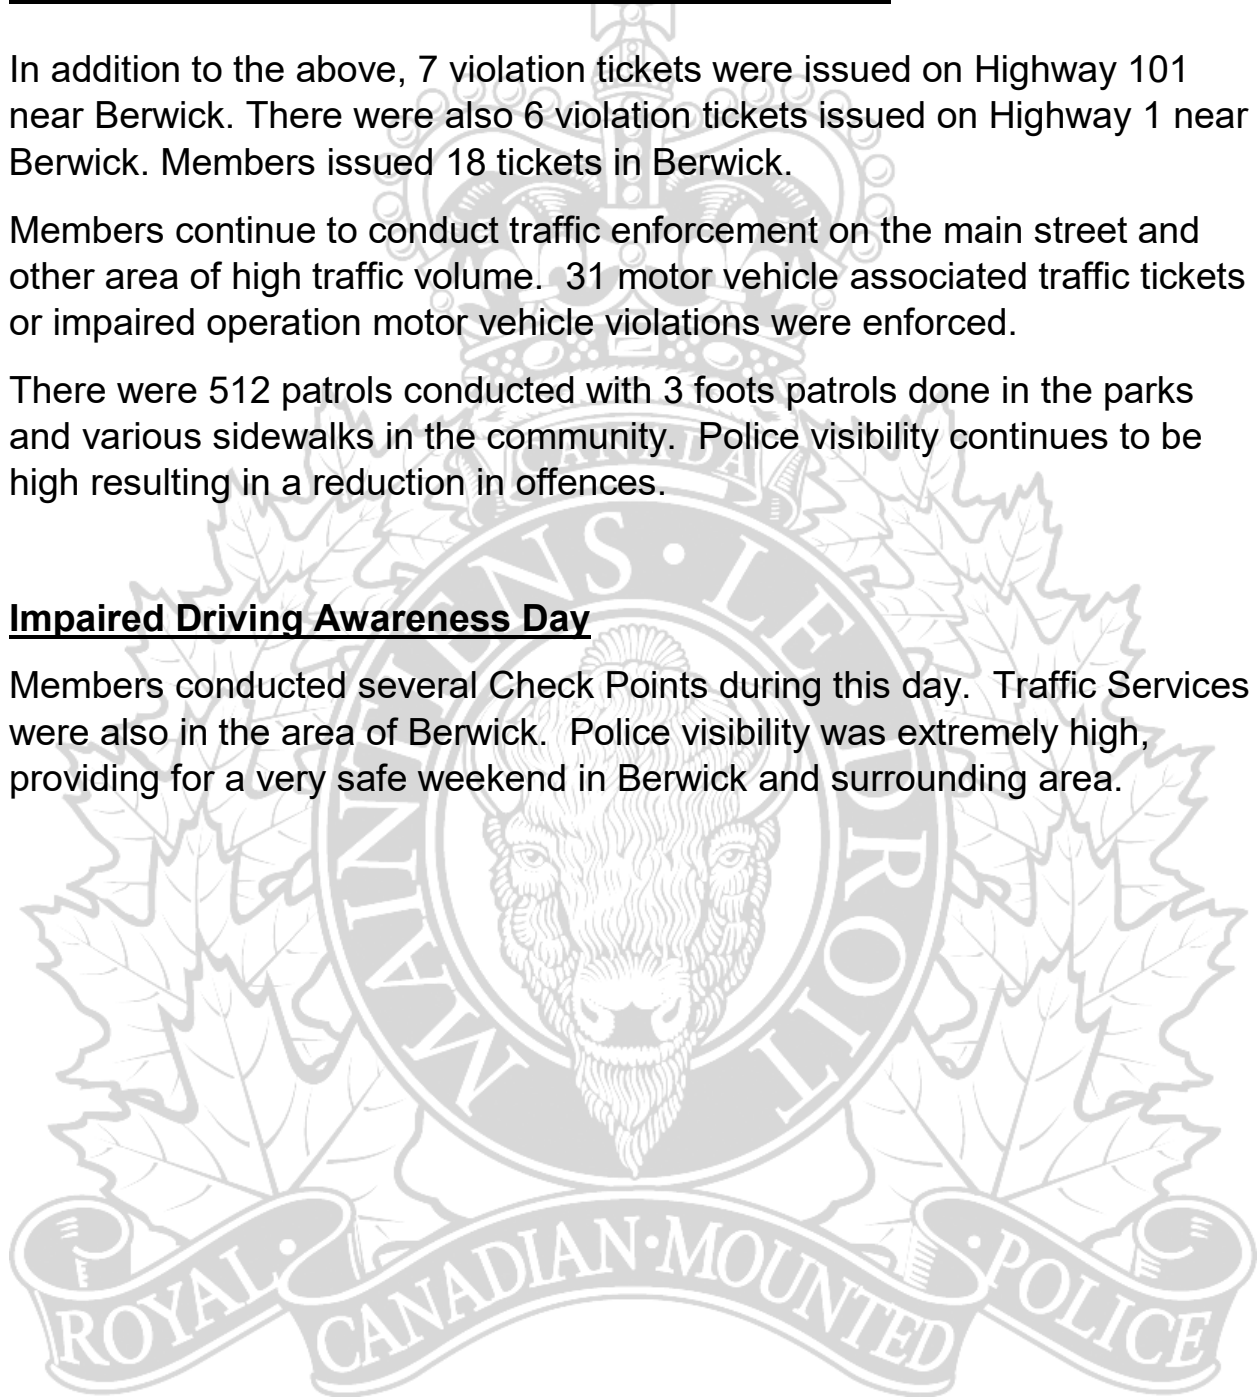 In addition to the above, 7 violation tickets were issued on Highway 101
near Berwick. There were also 6 violation tickets issued on Highway 1 near
Berwick. Members issued 18 tickets in Berwick.
Members continue to conduct traffic enforcement on the main street and
other area of high traffic volume.  31 motor vehicle associated traffic tickets
or impaired operation motor vehicle violations were enforced.
There were 512 patrols conducted with 3 foots patrols done in the parks
and various sidewalks in the community.  Police visibility continues to be
high resulting in a reduction in offences.
CANADA
Impaired Driving Awareness Day
Members conducted several Check Points during this day.  Traffic Services
were also in the area of Berwick.  Police visibility was extremely high,
providing for a very safe weekend in Berwick and surrounding area.
MAINTIENS · LE DROIT
ROYAL · CANADIAN · MOUNTED · POLICE